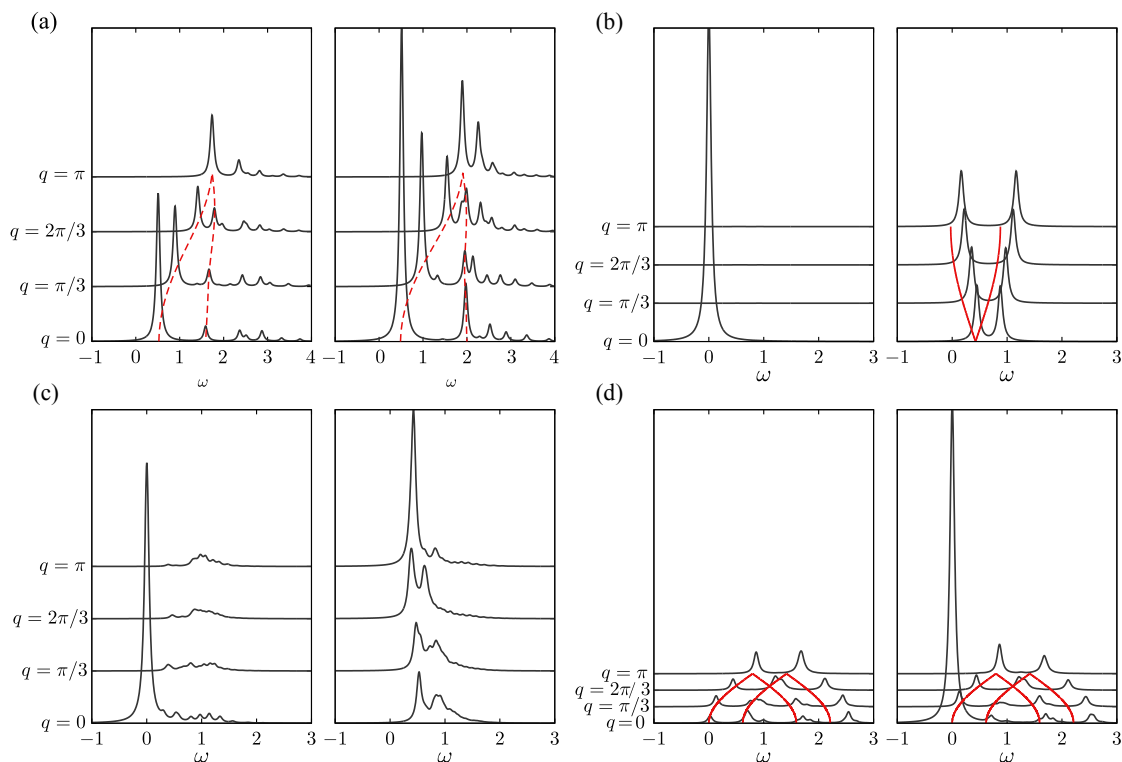 (a)
(b)
q = π
q = 2π/3
q = π/3
q = 0
−1 0 1 2 3 4
ω
−1 0 1 2 3 4
ω
q = π
q = 2π/3
q = π/3
q = 0
−1 0 1 2 3
ω
−1 0 1 2 3
ω
(c)
(d)
q = π
q = 2π/3
q = π/3
q = 0
−1 0 1 2 3
ω
−1 0 1 2 3
ω
q = π
q = 2π/3
q = π/3
q=0
−1 0 1 2 3
ω
−1 0 1 2 3
ω